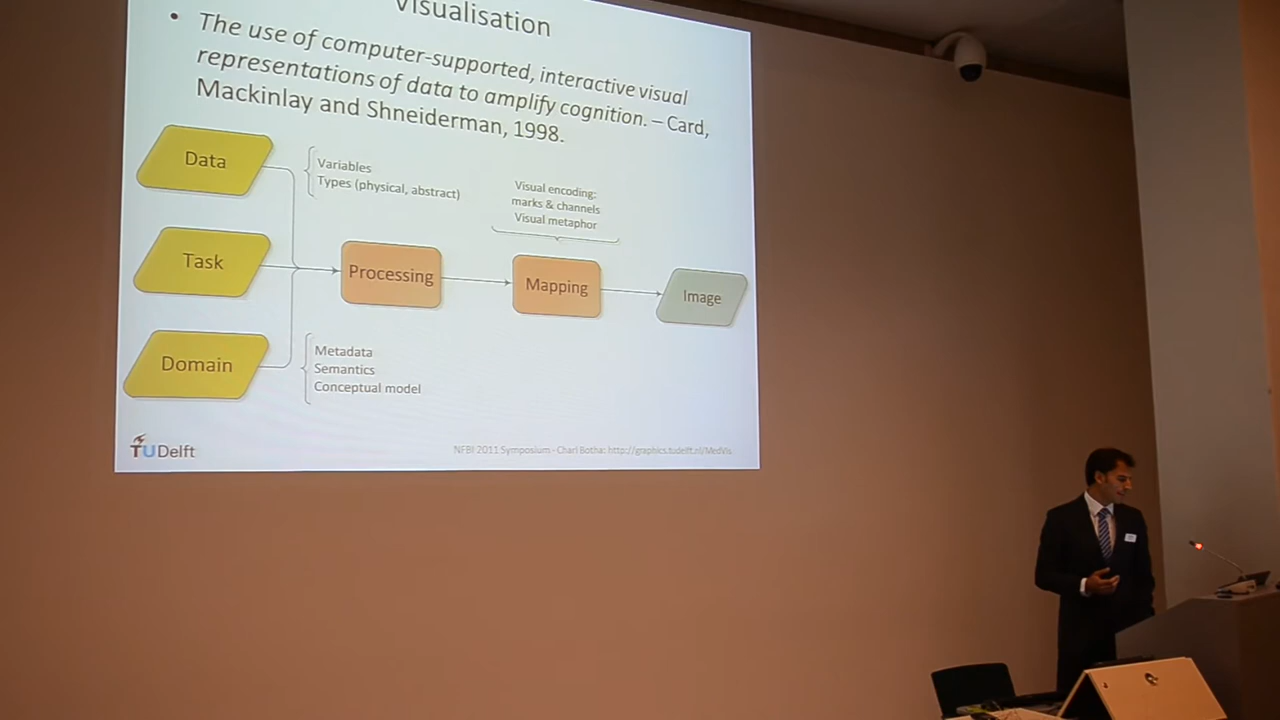 Visualisation
• The use of computer-supported, interactive visual
representations of data to amplify cognition. – Card,
Mackinlay and Shneiderman, 1998.
Data
Variables
Types (physical, abstract)
Visual encoding:
marks & channels
Visual metaphor
Task
Processing
Mapping
Image
Domain
Metadata
Semantics
Conceptual model
TU Delft
NFBI 2011 Symposium - Charl Botha: http://graphics.tudelft.nl/MedVis